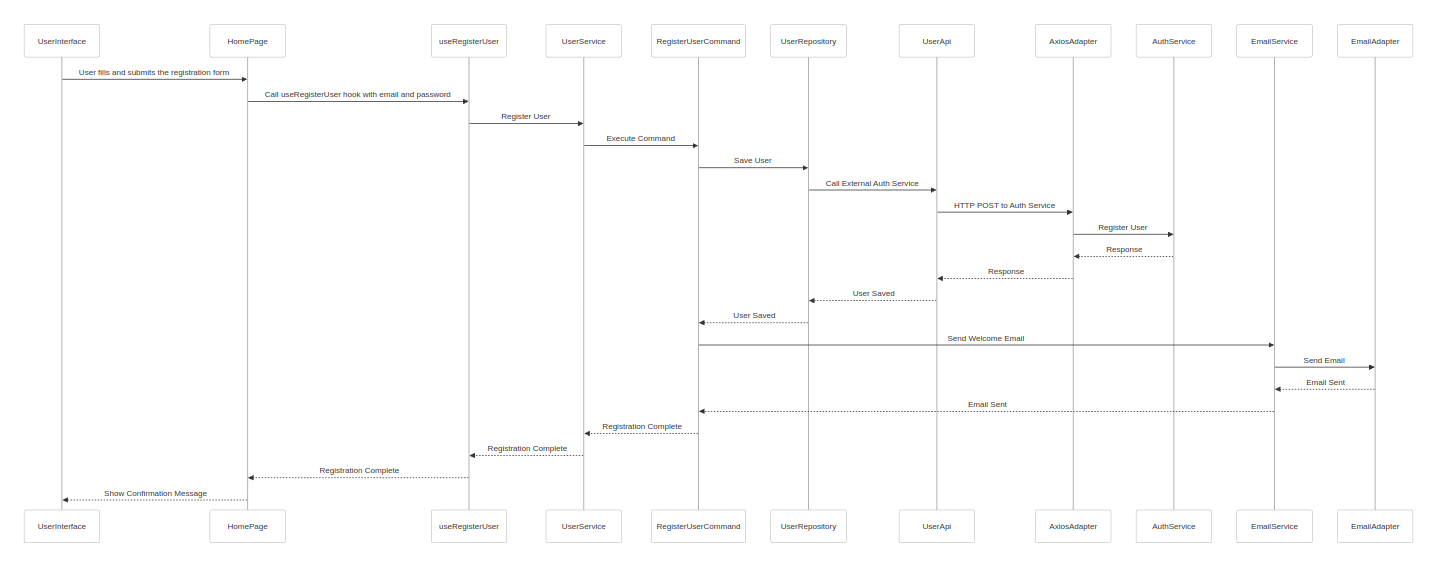 UserInterface
HomePage
useRegisterUser
UserService
RegisterUserCommand
UserRepository
UserApi
AxiosAdapter
AuthService
EmailService
EmailAdapter
User fills and submits the registration form
Call useRegisterUser hook with email and password
Register User
Execute Command
Save User
Call External Auth Service
HTTP POST to Auth Service
Register User
Response
Response
User Saved
User Saved
Send Welcome Email
Send Email
Email Sent
Email Sent
Registration Complete
Registration Complete
Registration Complete
Show Confirmation Message
UserInterface
HomePage
useRegisterUser
UserService
RegisterUserCommand
UserRepository
UserApi
AxiosAdapter
AuthService
EmailService
EmailAdapter